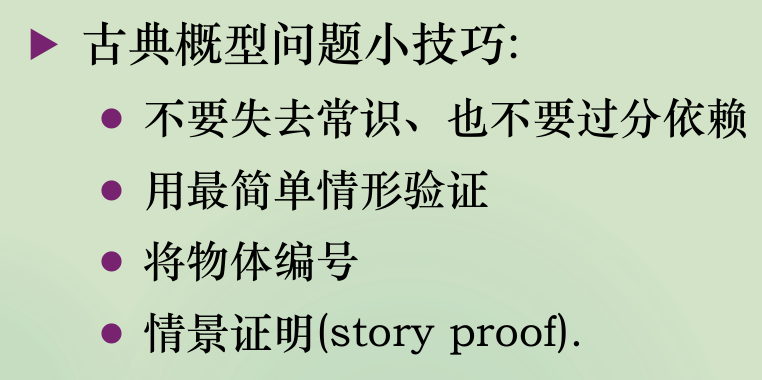 古典概型问题小技巧:
不要失去常识、也不要过分依赖
用最简单情形验证
将物体编号
情景证明(story proof).